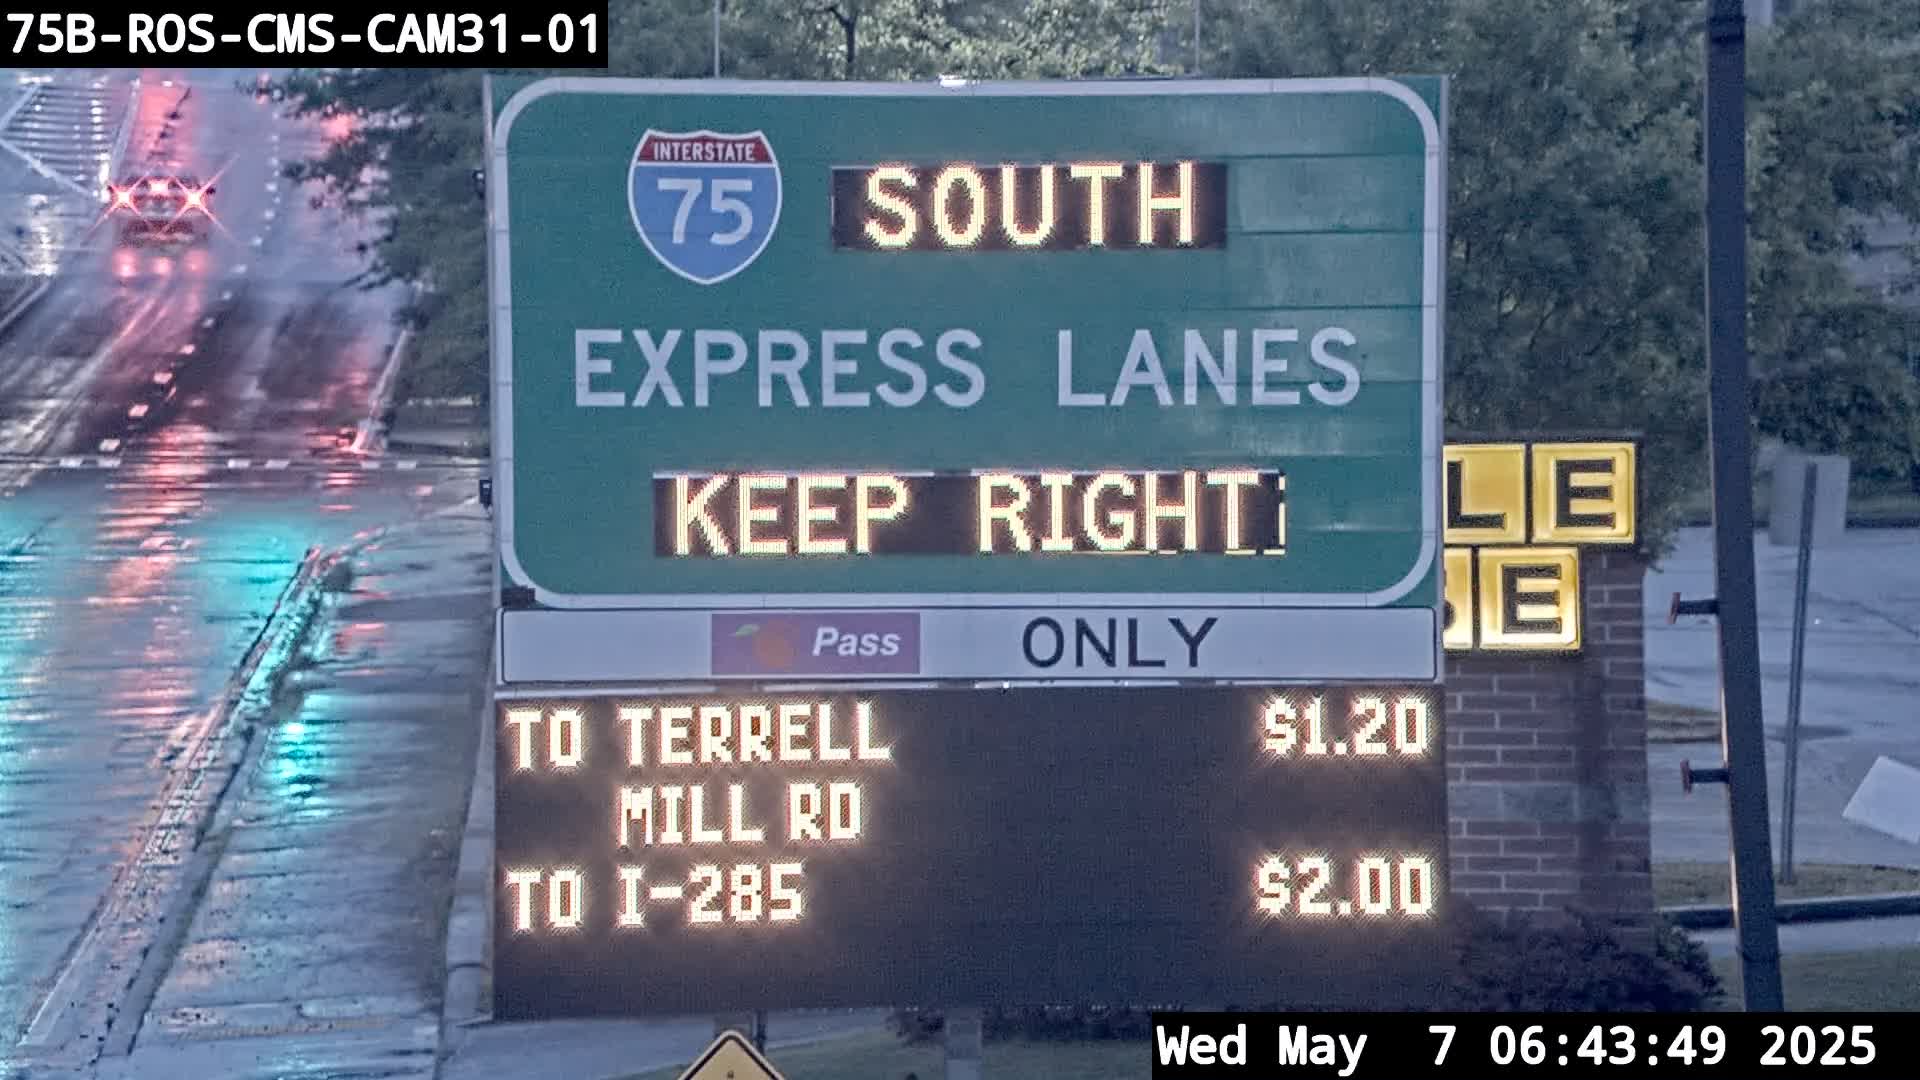 75B-ROS-CMS-CAM31-01
INTERSTATE
75
SOUTH
EXPRESS LANES
KEEP RIGHT
Pass ONLY
TO TERRELL $1.20
MILL RD
TO I-285 $2.00
LE
E
Wed May 7 06:43:49 2025